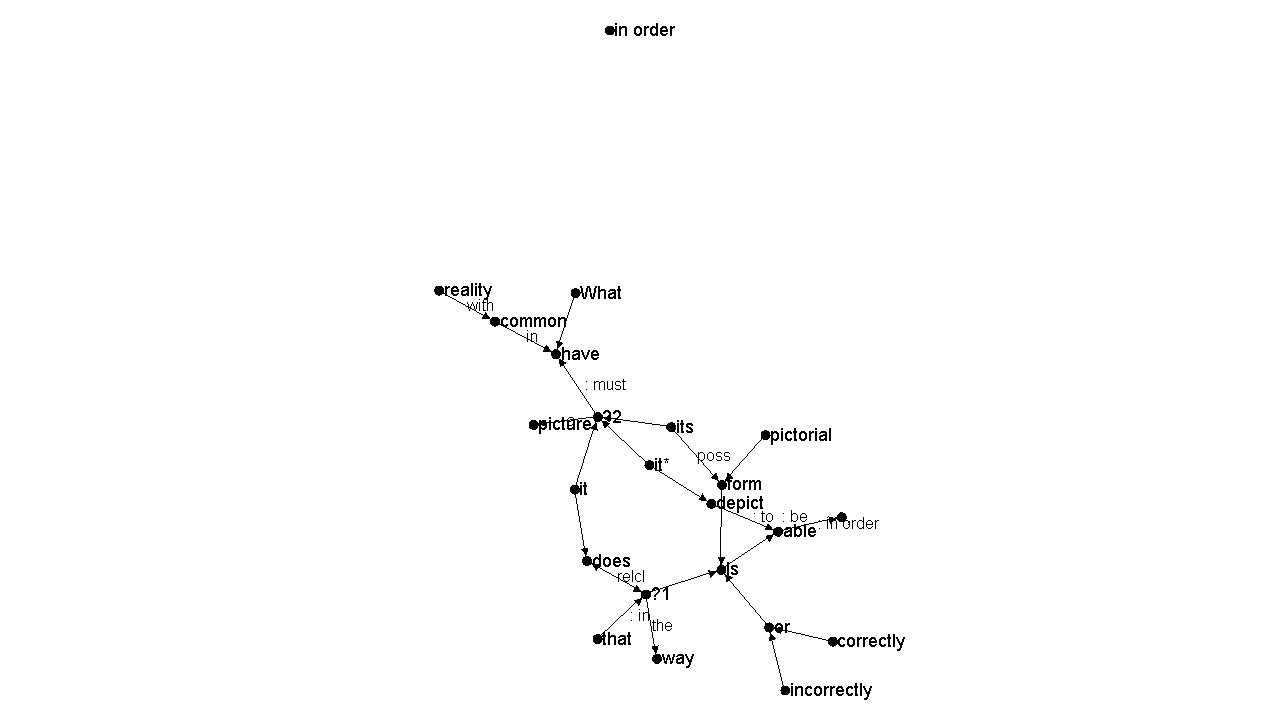 in order
reality
What
with
common
in
have
: must
picture
a
?2
its
pictorial
poss
it*
form
it
depict
: to : be
able
: in order
does
is
relcl
?1
: in
the
that
or
correctly
way
incorrectly